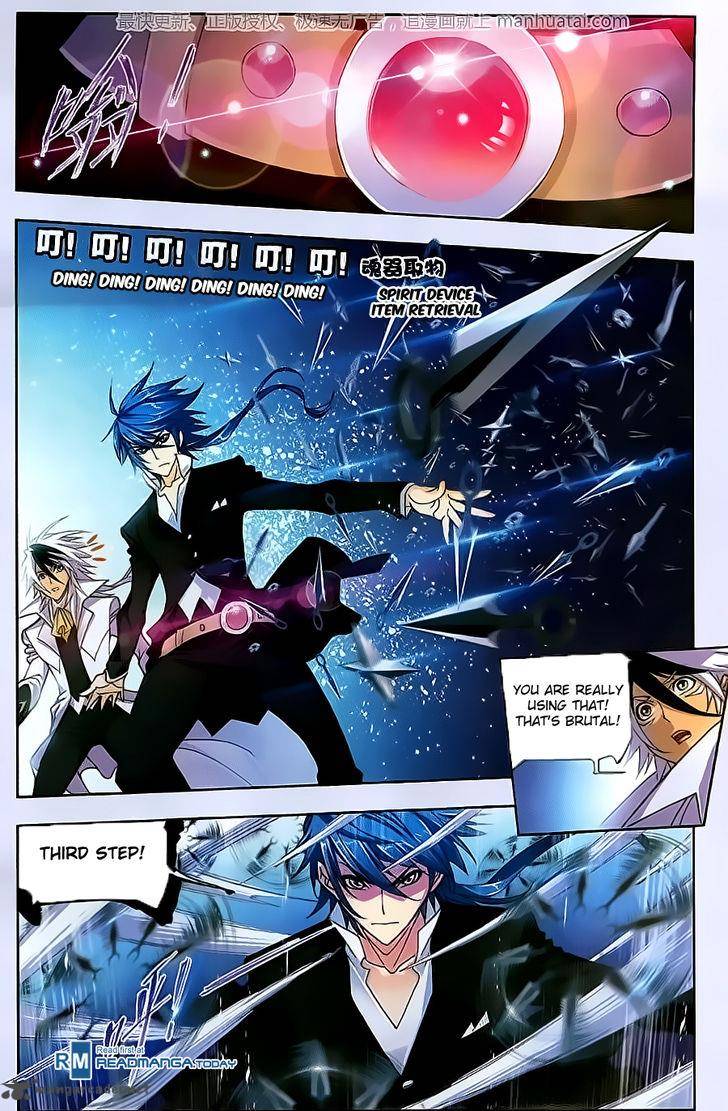 最快更新、正版授权、极速无广告，追漫画就上 manhuatai.com
嗡！
叮！叮！叮！叮！叮！叮！
DING! DING! DING! DING! DING! DING!
魂器取物
SPIRIT DEVICE
ITEM RETRIEVAL
YOU ARE REALLY
USING THAT!
THAT'S BRUTAL!
THIRD STEP!
RM
Read first at
READMANGA.TODAY